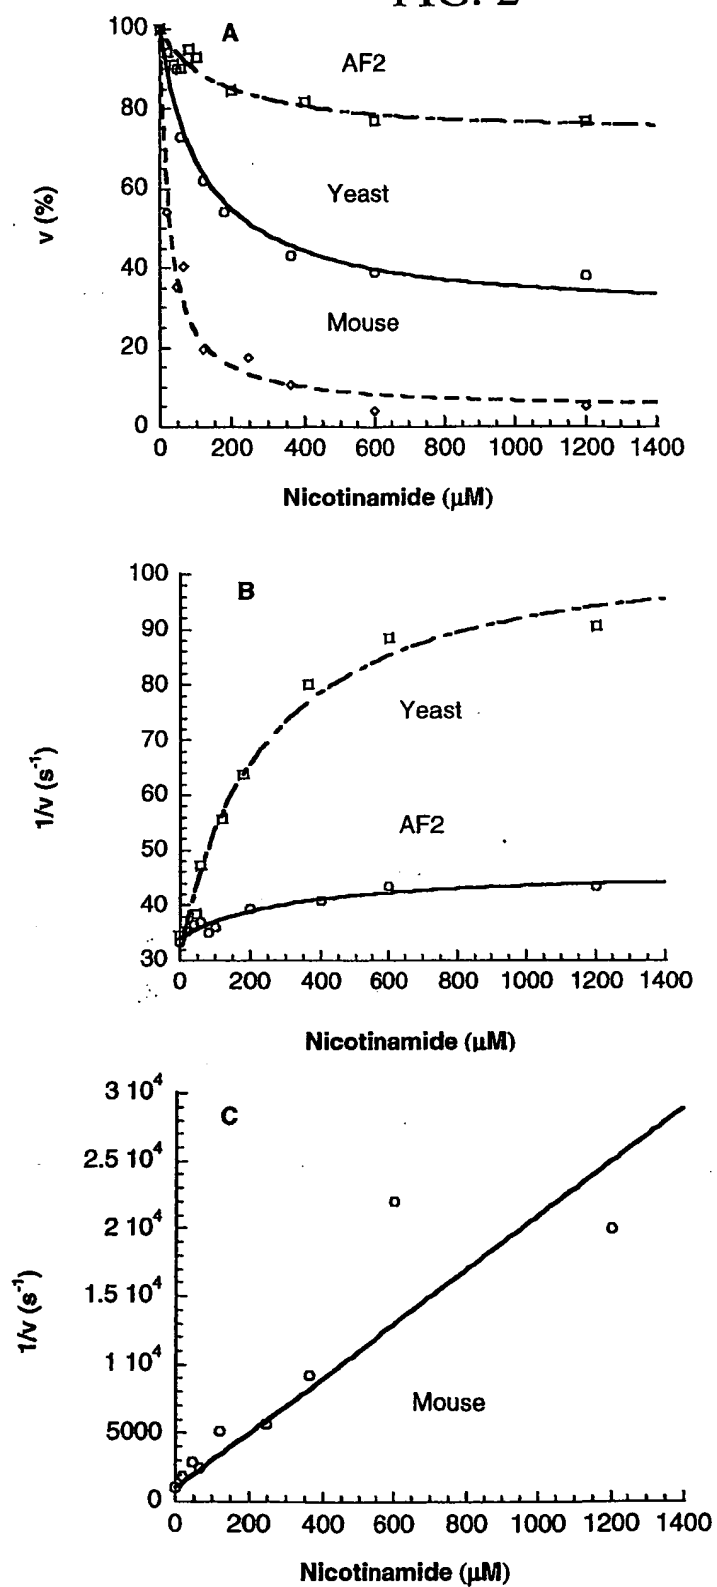 FIG. 2
100
A
AF2
80
60
Yeast
v (%)
40
Mouse
20
0
0 200 400 600 800 1000 1200 1400
Nicotinamide (μM)
100
B
90
80
Yeast
70
1/v (s⁻¹)
60
AF2
50
40
30
0 200 400 600 800 1000 1200 1400
Nicotinamide (μM)
3 10⁴
C
2.5 10⁴
2 10⁴
1/v (s⁻¹)
1.5 10⁴
1 10⁴
Mouse
5000
0
0 200 400 600 800 1000 1200 1400
Nicotinamide (μM)